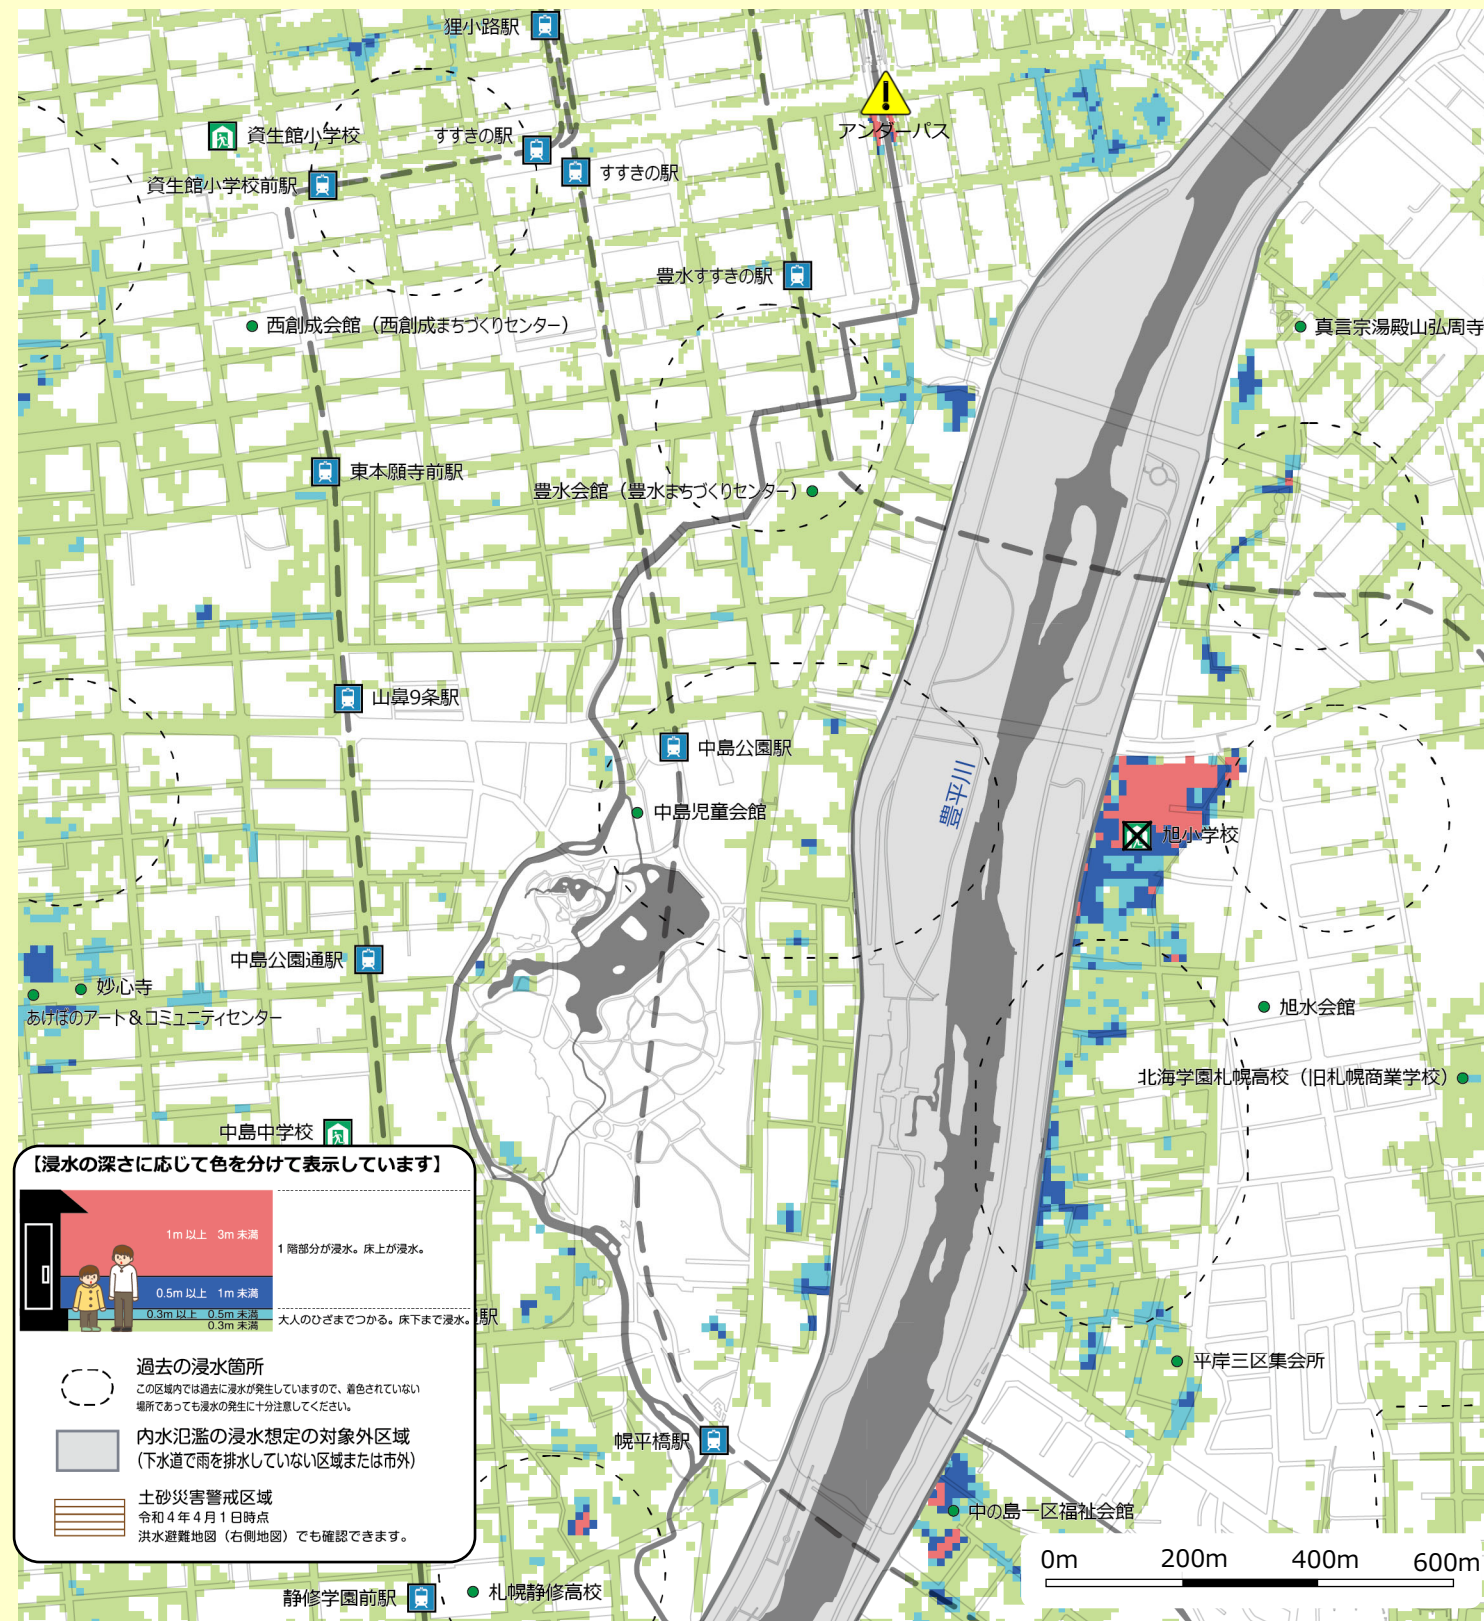 狸小路駅
アンダーパス
資生館小学校
すすきの駅
すすきの駅
資生館小学校前駅
豊水すすきの駅
西創成会館（西創成まちづくりセンター）
真言宗湯殿山弘周寺
東本願寺前駅
豊水会館（豊水まちづくりセンター）
山鼻9条駅
中島公園駅
豊平川
中島児童会館
旭小学校
中島公園通駅
妙心寺
あけぼのアート＆コミュニティセンター
旭水会館
北海学園札幌高校（旧札幌商業学校）
中島中学校
【浸水の深さに応じて色を分けて表示しています】
1m 以上 3m 未満
1 階部分が浸水。床上が浸水。
0.5m 以上 1m 未満
0.3m 以上 0.5m 未満
0.3m 未満
大人のひざまでつかる。床下まで浸水。
駅
過去の浸水箇所
この区域内では過去に浸水が発生していますので、着色されていない
場所であっても浸水の発生に十分注意してください。
内水氾濫の浸水想定の対象外区域
（下水道で雨を排水していない区域または市外）
土砂災害警戒区域
令和４年４月１日時点
洪水避難地図（右側地図）でも確認できます。
平岸三区集会所
幌平橋駅
中の島一区福祉会館
0m 200m 400m 600m
静修学園前駅
札幌静修高校